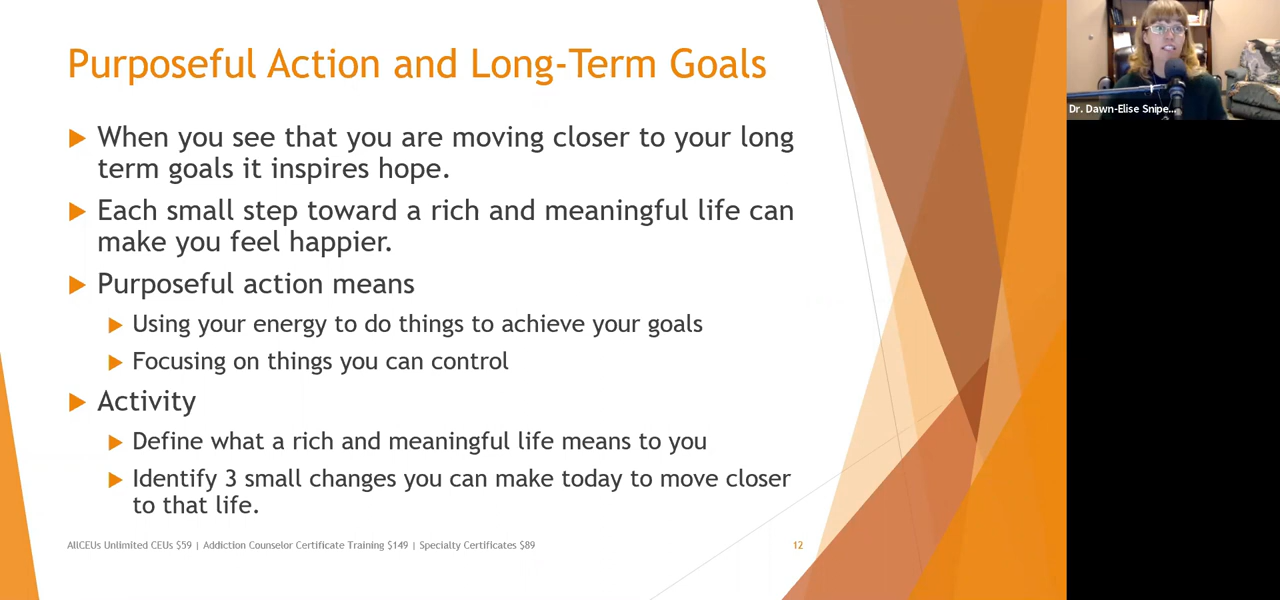 Purposeful Action and Long-Term Goals
When you see that you are moving closer to your long
term goals it inspires hope.
Each small step toward a rich and meaningful life can
make you feel happier.
Purposeful action means
Using your energy to do things to achieve your goals
Focusing on things you can control
Activity
Define what a rich and meaningful life means to you
Identify 3 small changes you can make today to move closer
to that life.
AllCEUs Unlimited CEUs $59 | Addiction Counselor Certificate Training $149 | Specialty Certificates $89
12
Dr. Dawn-Elise Snipe...